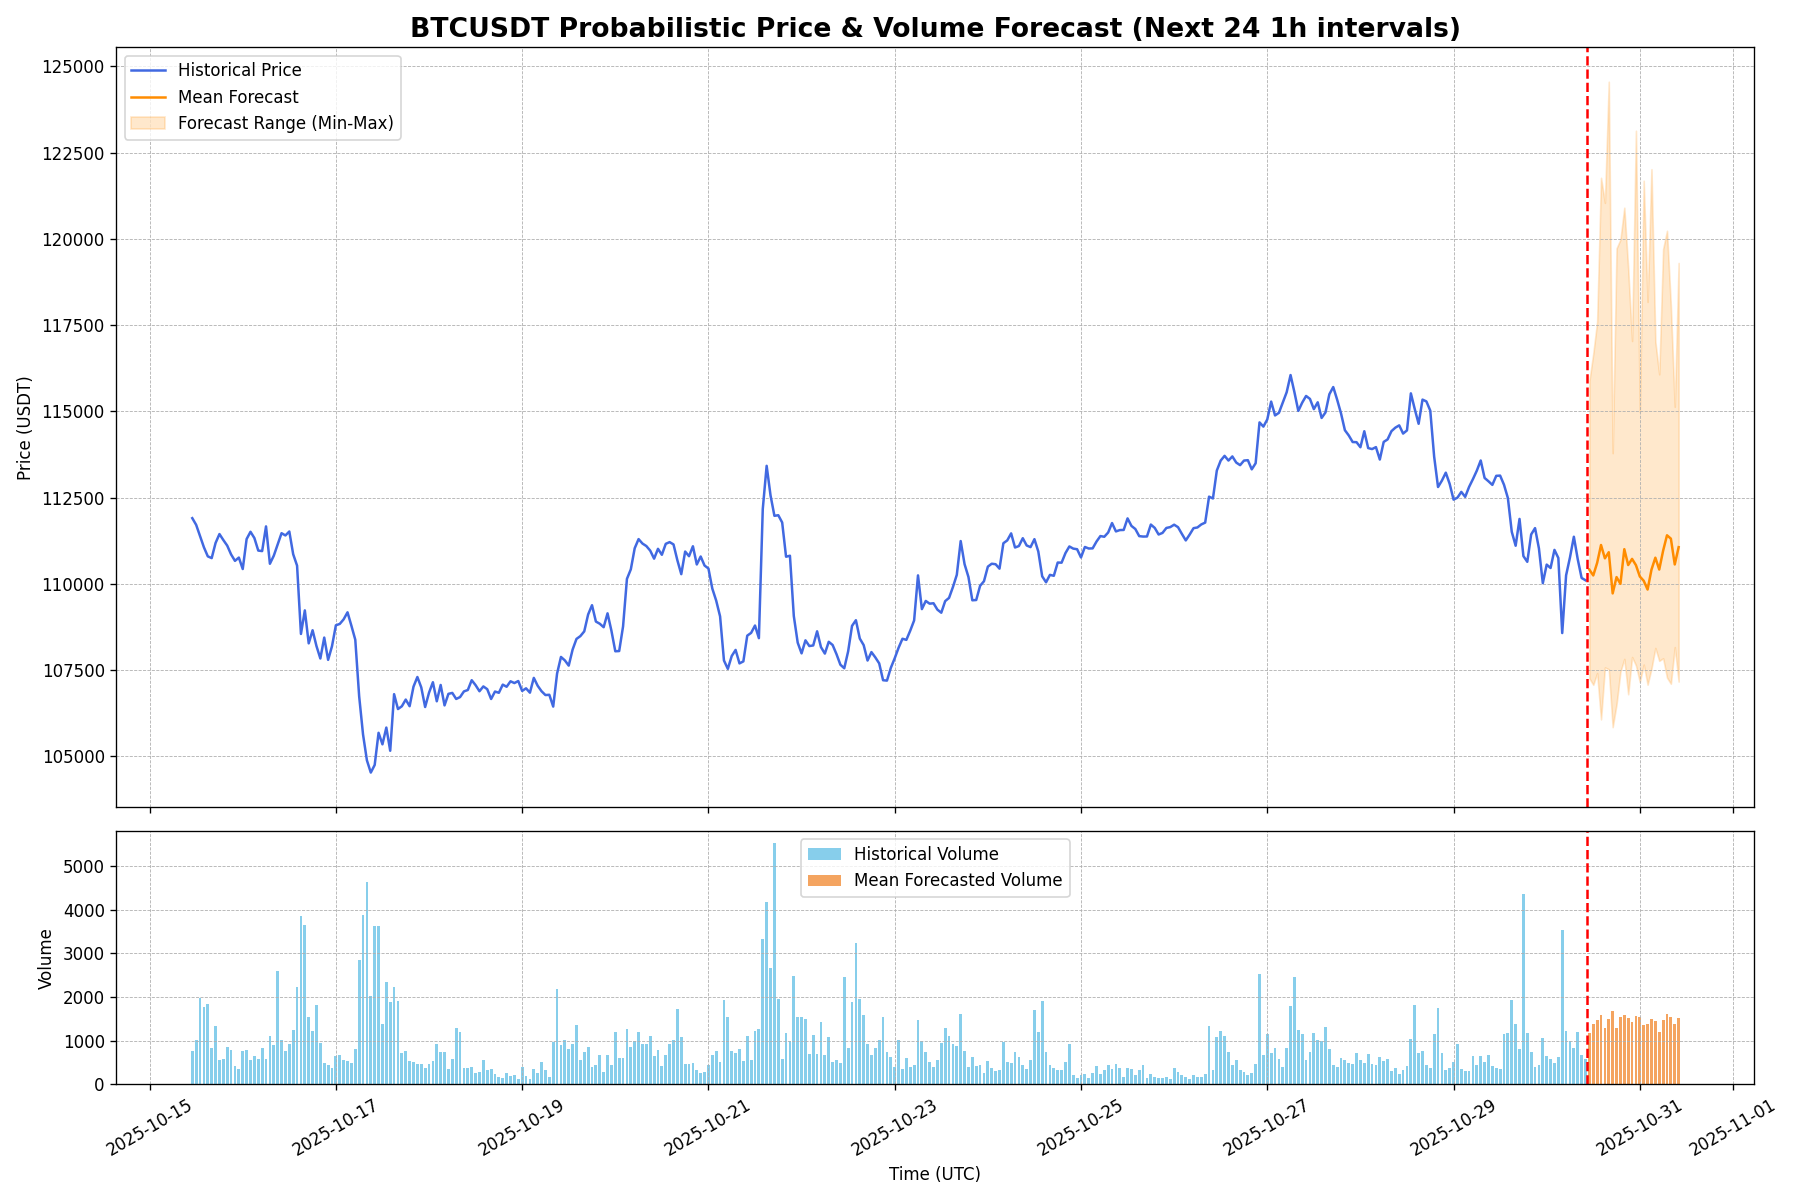 BTCUSDT Probabilistic Price & Volume Forecast (Next 24 1h intervals)
Historical Price
Mean Forecast
Forecast Range (Min-Max)
125000
122500
120000
117500
115000
112500
110000
107500
105000
Price (USDT)
Historical Volume
Mean Forecasted Volume
5000
4000
3000
2000
1000
0
Volume
2025-10-15
2025-10-17
2025-10-19
2025-10-21
2025-10-23
2025-10-25
2025-10-27
2025-10-29
2025-10-31
2025-11-01
Time (UTC)